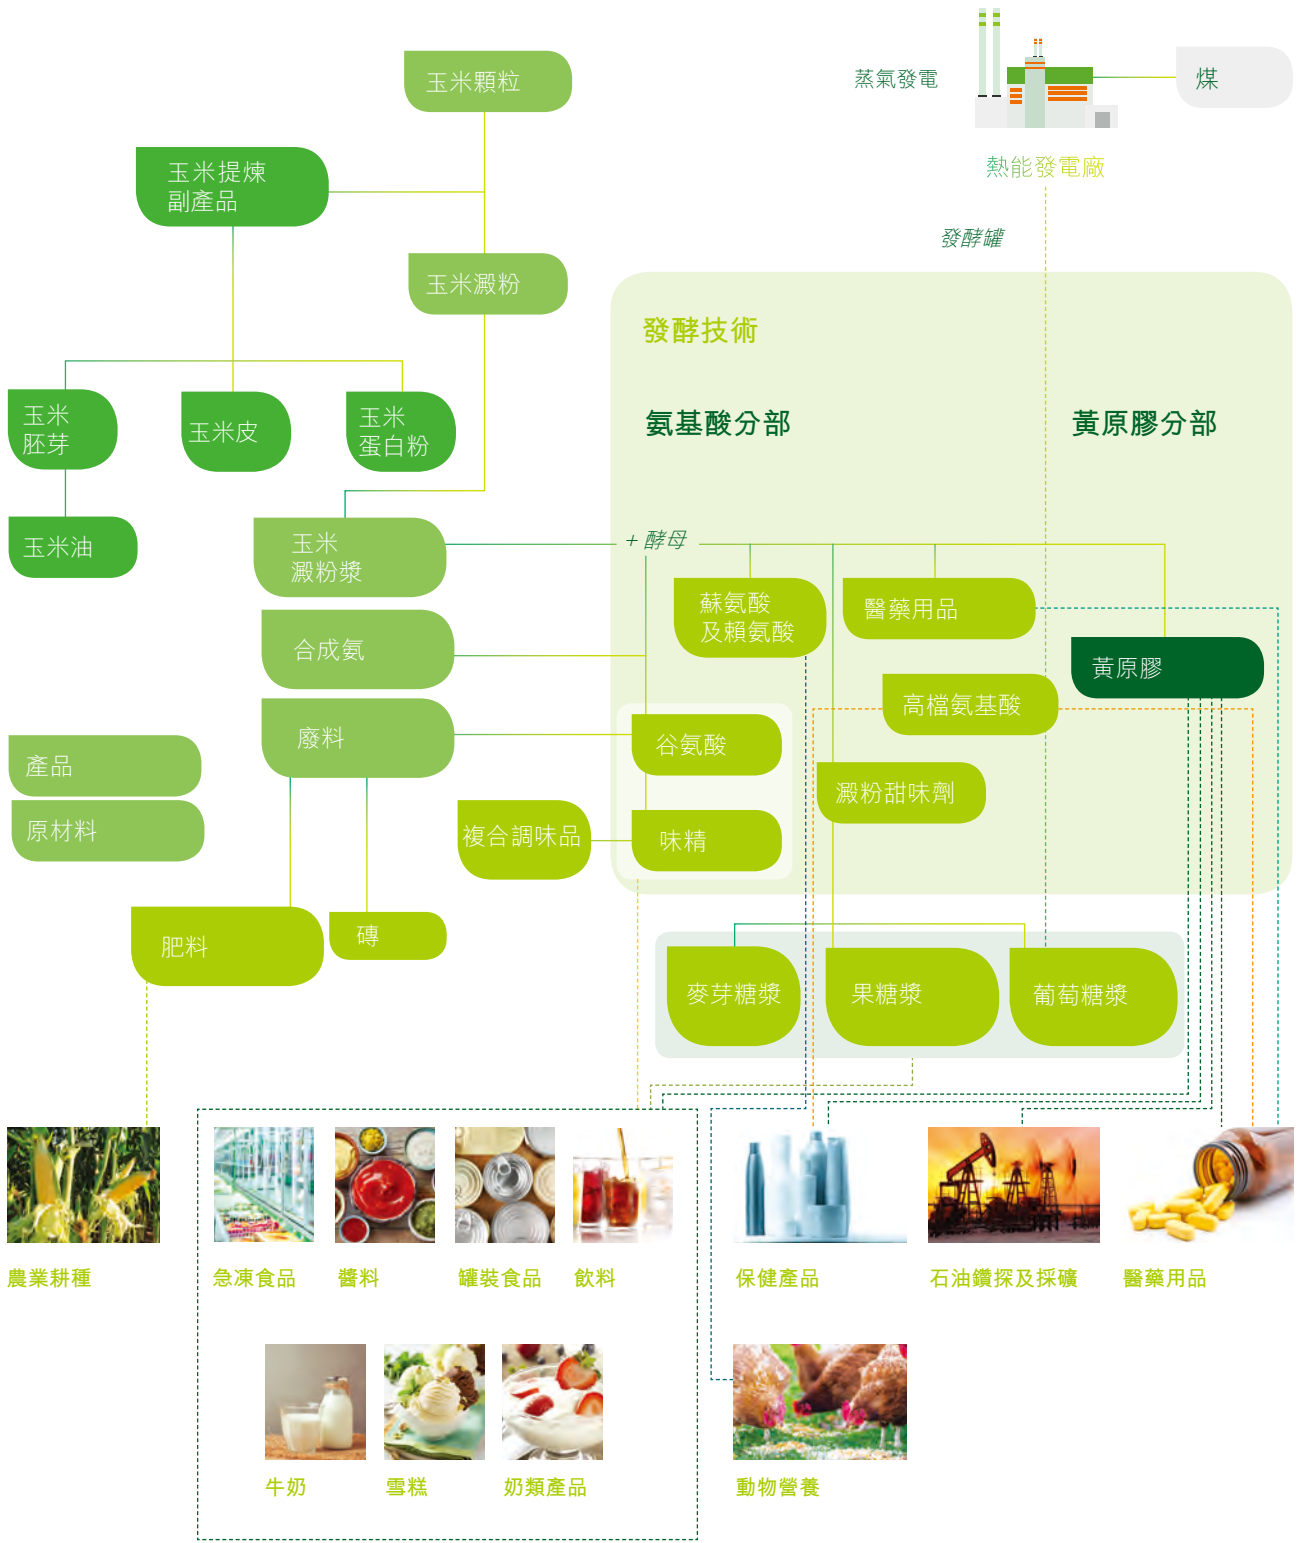 玉米顆粒
蒸氣發電
煤
玉米提煉
副產品
熱能發電廠
發酵罐
玉米澱粉
發酵技術
氨基酸分部
黃原膠分部
玉米
胚芽
玉米皮
玉米
蛋白粉
玉米油
玉米
澱粉漿
+ 酵母
蘇氨酸
及賴氨酸
醫藥用品
合成氨
黃原膠
高檔氨基酸
廢料
谷氨酸
產品
澱粉甜味劑
原材料
複合調味品
味精
肥料
磚
麥芽糖漿
果糖漿
葡萄糖漿
農業耕種
急凍食品
醬料
罐裝食品
飲料
保健產品
石油鑽探及採礦
醫藥用品
牛奶
雪糕
奶類產品
動物營養